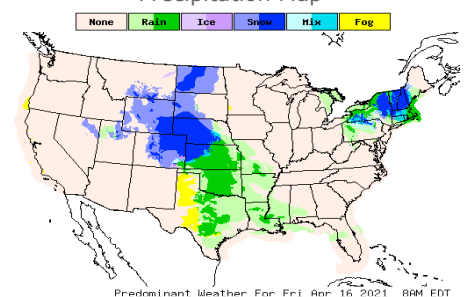 Precipitation Map
None Rain Ice Snow Mix Fog
Predominant Weather For Fri Apr 16 2021 8AM EDT